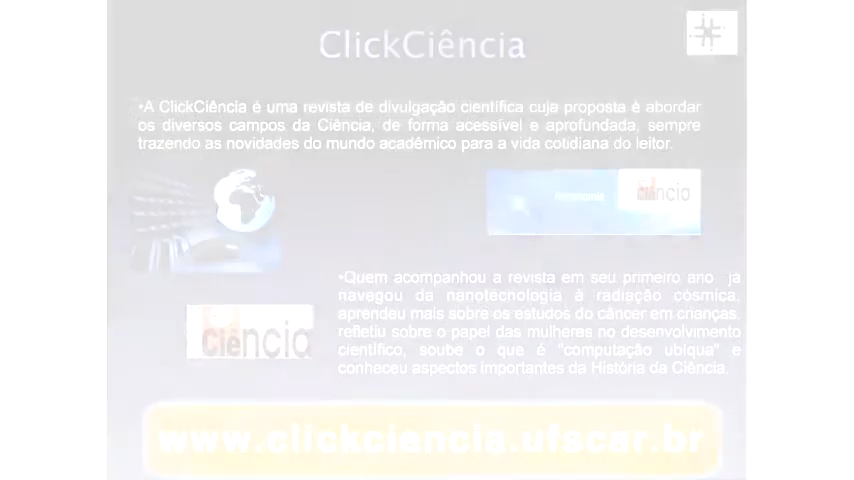 ClickCiência
•A ClickCiência é uma revista de divulgação científica cuja proposta é abordar
os diversos campos da Ciência, de forma acessível e aprofundada, sempre
trazendo as novidades do mundo acadêmico para a vida cotidiana do leitor.
ciência
•Quem acompanhou a revista em seu primeiro ano já
navegou da nanotecnologia à radiação cósmica,
aprendeu mais sobre os estudos do câncer em crianças,
refletiu sobre o papel das mulheres no desenvolvimento
científico, soube o que é "computação ubíqua" e
conheceu aspectos importantes da História da Ciência.
ciência
www.clickciencia.ufscar.br